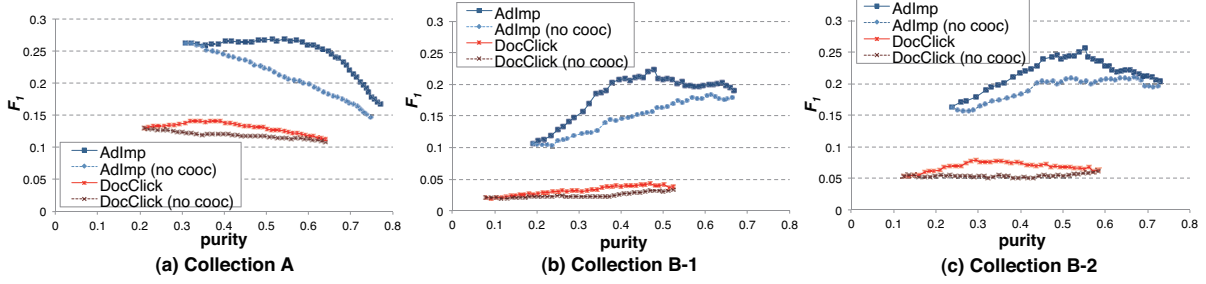 0.3
0.25
0.2
0.15
0.1
0.05
0
F1
AdImp
AdImp (no cooc)
DocClick
DocClick (no cooc)
0 0.1 0.2 0.3 0.4 0.5 0.6 0.7 0.8
purity
(a) Collection A
0.3
0.25
0.2
0.15
0.1
0.05
0
F1
AdImp
AdImp (no cooc)
DocClick
DocClick (no cooc)
0 0.1 0.2 0.3 0.4 0.5 0.6 0.7 0.8
purity
(b) Collection B-1
0.3
0.25
0.2
0.15
0.1
0.05
0
F1
AdImp
AdImp (no cooc)
DocClick
DocClick (no cooc)
0 0.1 0.2 0.3 0.4 0.5 0.6 0.7 0.8
purity
(c) Collection B-2